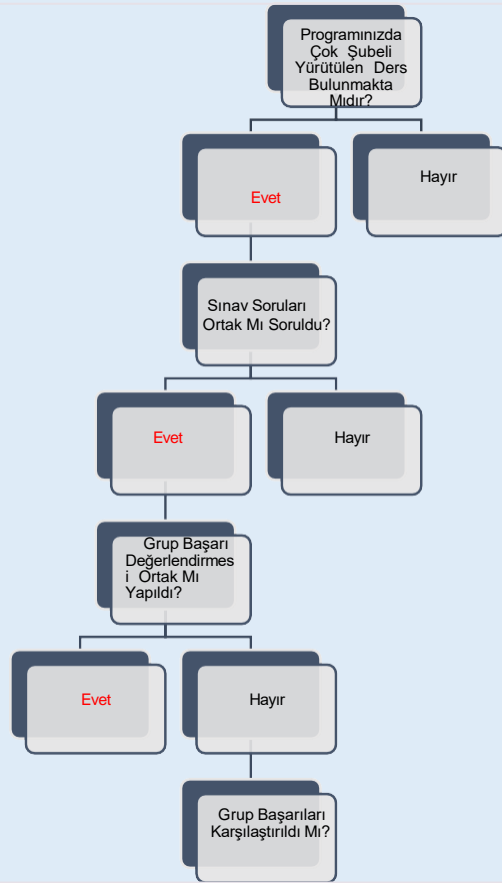 Programınızda
Çok Şubeli
Yürütülen Ders
Bulunmakta
Mıdır?
Evet
Hayır
Sınav Soruları
Ortak Mı Soruldu?
Evet
Hayır
Grup Başarı
Değerlendirmes
i Ortak Mı
Yapıldı?
Evet
Hayır
Grup Başarıları
Karşılaştırıldı Mı?